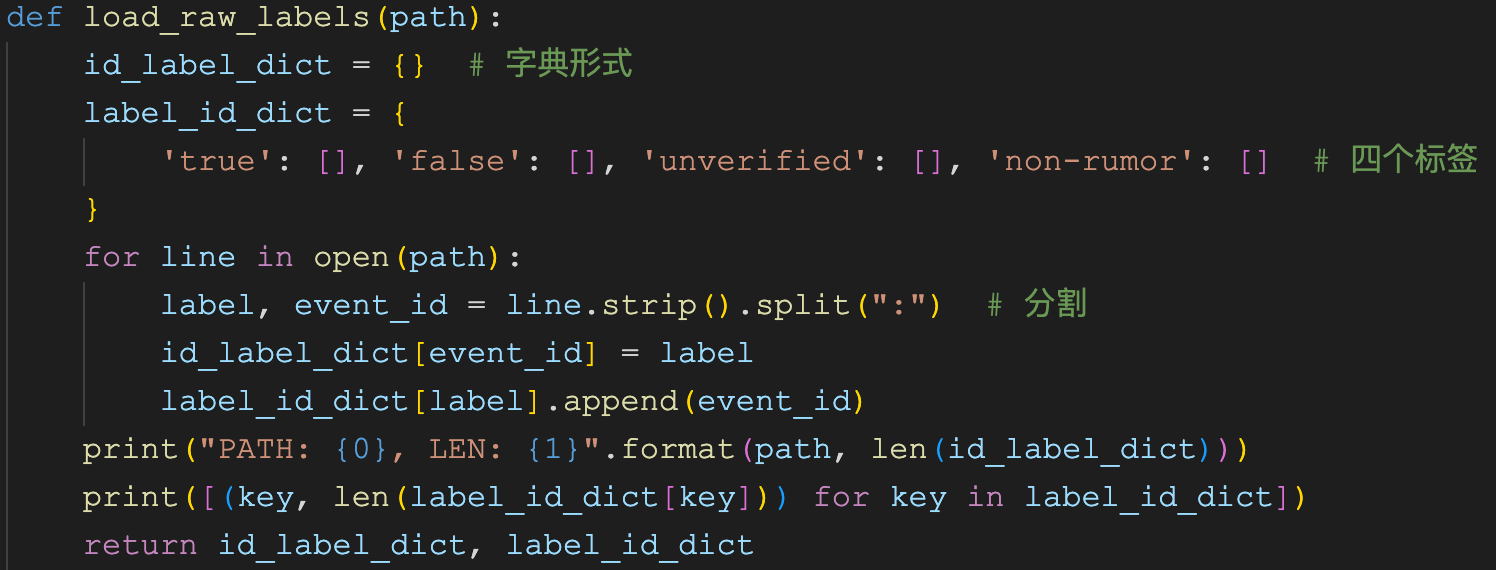 def load_raw_labels(path):
    id_label_dict = {}  # 字典形式
    label_id_dict = {
        'true': [], 'false': [], 'unverified': [], 'non-rumor': []  # 四个标签
    }
    for line in open(path):
        label, event_id = line.strip().split(":")  # 分割
        id_label_dict[event_id] = label
        label_id_dict[label].append(event_id)
    print("PATH: {0}, LEN: {1}".format(path, len(id_label_dict)))
    print([(key, len(label_id_dict[key])) for key in label_id_dict])
    return id_label_dict, label_id_dict